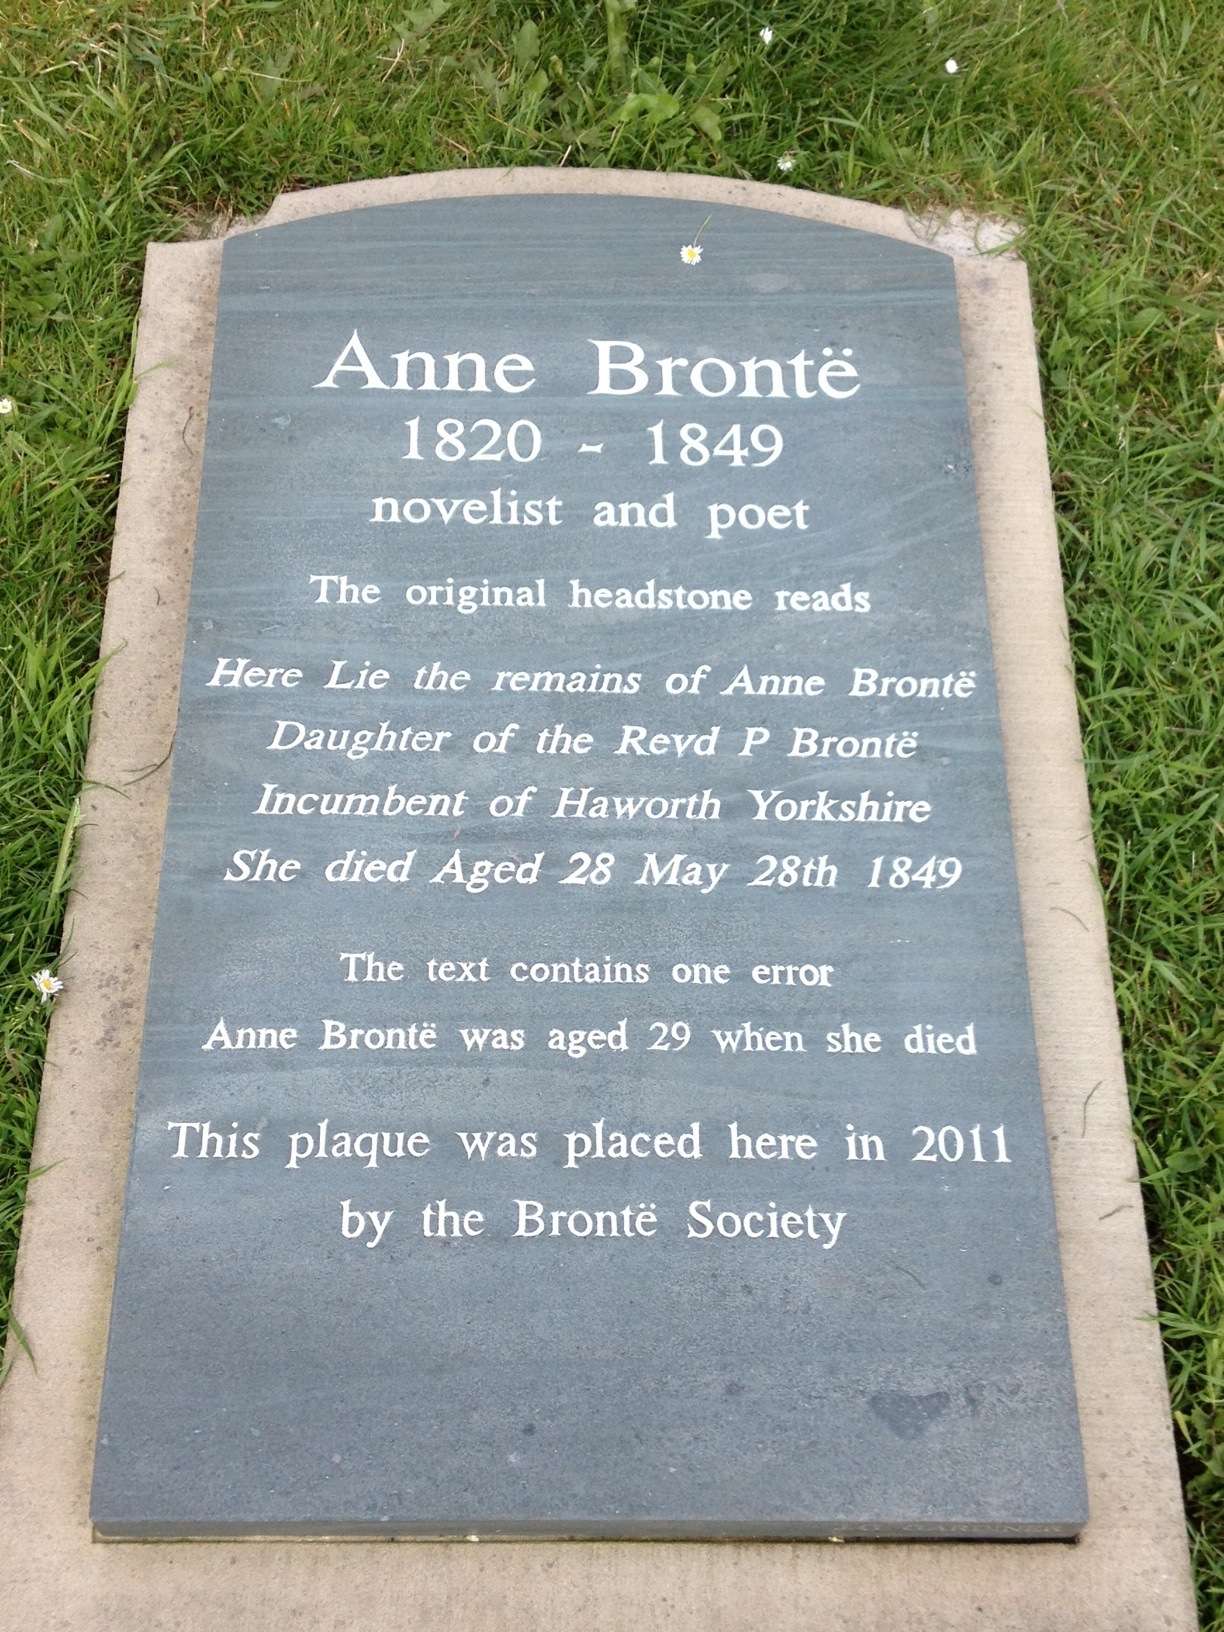 Anne Brontë
1820 - 1849
novelist and poet
The original headstone reads
Here Lie the remains of Anne Brontë
Daughter of the Revd P Brontë
Incumbent of Haworth Yorkshire
She died Aged 28 May 28th 1849
The text contains one error
Anne Brontë was aged 29 when she died
This plaque was placed here in 2011
by the Brontë Society